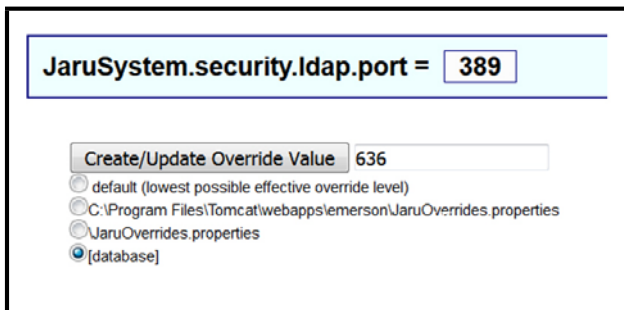 JaruSystem.security.ldap.port = 389
Create/Update Override Value 636
default (lowest possible effective override level)
C:\Program Files\Tomcat\webapps\emerson\JaruOverrides.properties
\JaruOverrides.properties
[database]